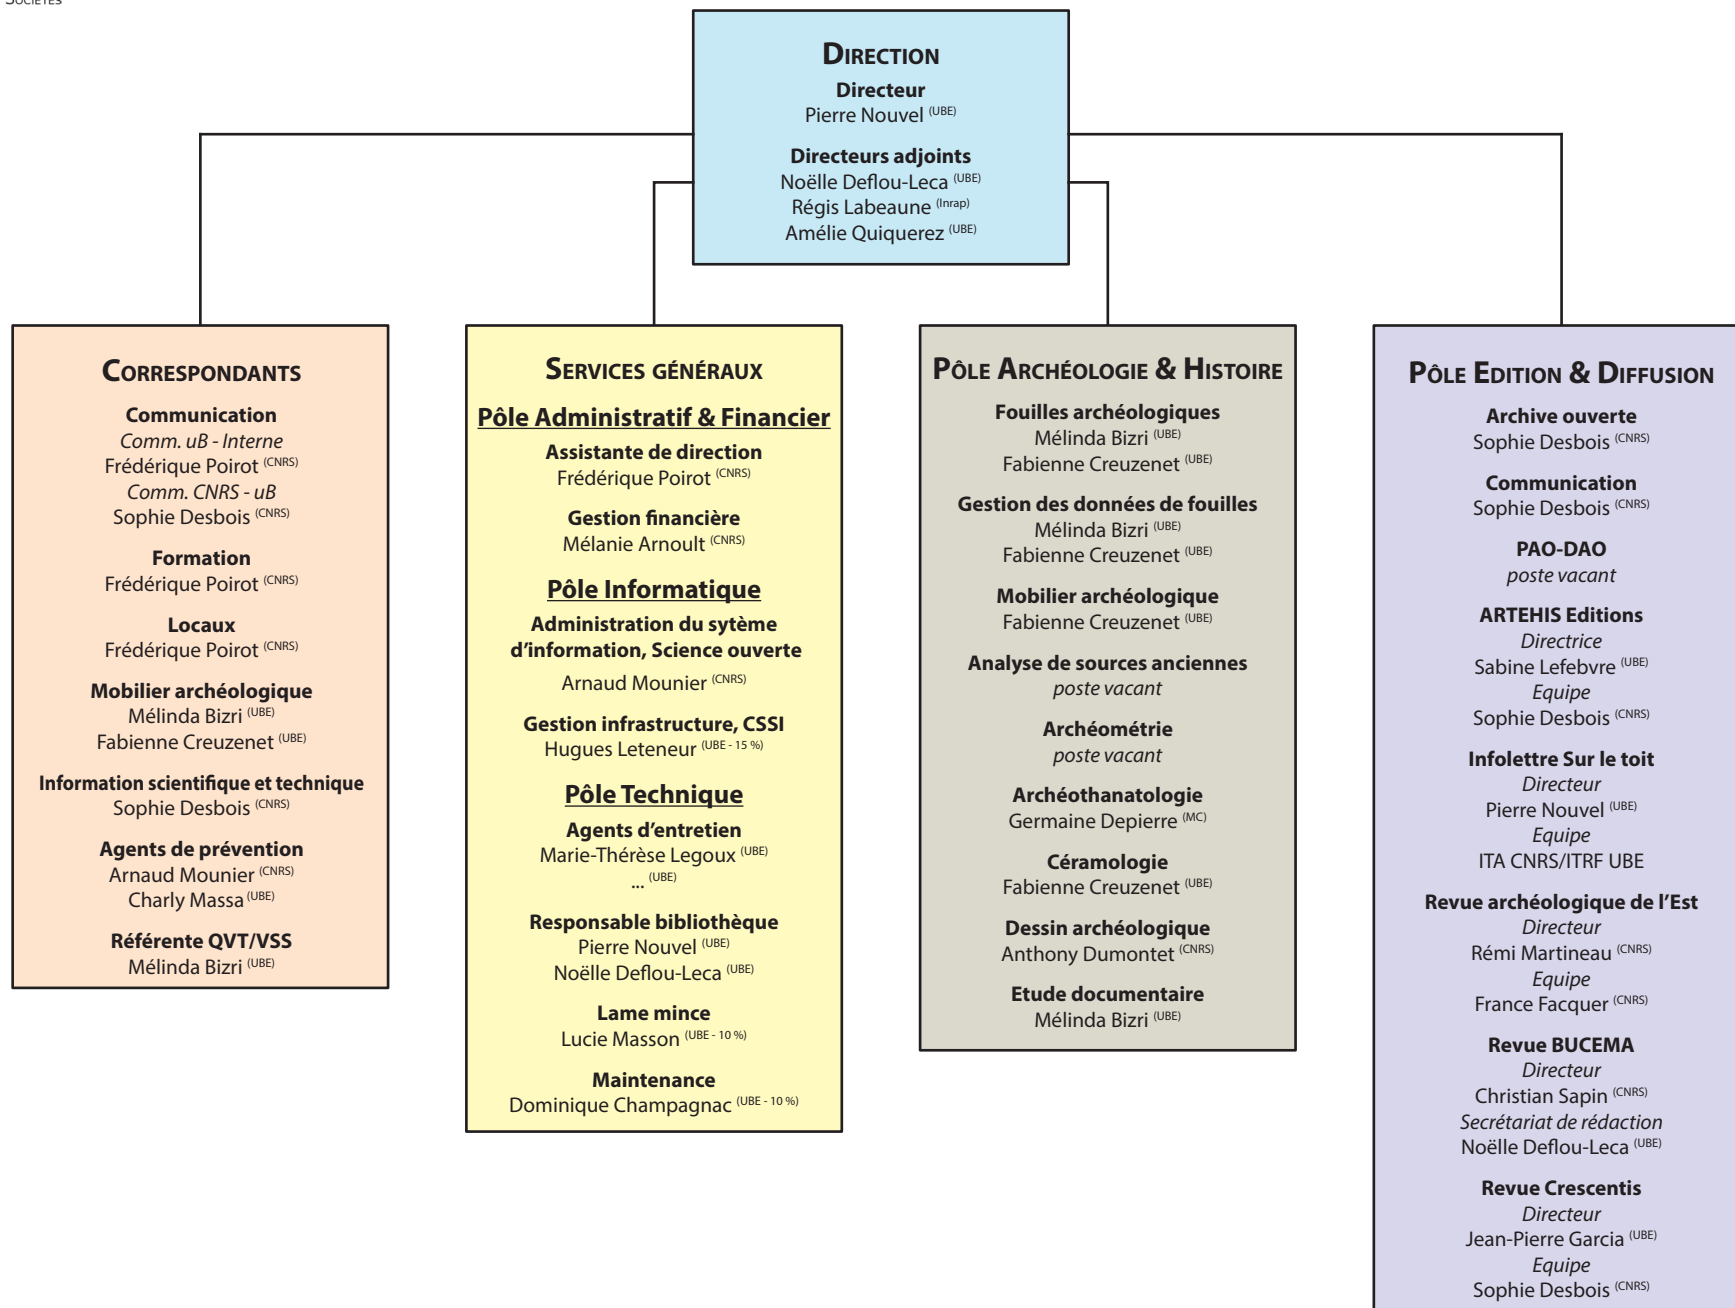 Sociétés
Direction
Directeur
Pierre Nouvel (UBE)
Directeurs adjoints
Noëlle Deflou-Leca (UBE)
Régis Labeaune (Inrap)
Amélie Quiquerez (UBE)
Correspondants
Communication
Comm. uB - Interne
Frédérique Poirot (CNRS)
Comm. CNRS - uB
Sophie Desbois (CNRS)
Formation
Frédérique Poirot (CNRS)
Locaux
Frédérique Poirot (CNRS)
Mobilier archéologique
Mélinda Bizri (UBE)
Fabienne Creuzenet (UBE)
Information scientifique et technique
Sophie Desbois (CNRS)
Agents de prévention
Arnaud Mounier (CNRS)
Charly Massa (UBE)
Référente QVT/VSS
Mélinda Bizri (UBE)
Services généraux
Pôle Administratif & Financier
Assistante de direction
Frédérique Poirot (CNRS)
Gestion financière
Mélanie Arnoult (CNRS)
Pôle Informatique
Administration du sytème
d'information, Science ouverte
Arnaud Mounier (CNRS)
Gestion infrastructure, CSSI
Hugues Leteneur (UBE - 15 %)
Pôle Technique
Agents d'entretien
Marie-Thérèse Legoux (UBE)
... (UBE)
Responsable bibliothèque
Pierre Nouvel (UBE)
Noëlle Deflou-Leca (UBE)
Lame mince
Lucie Masson (UBE - 10 %)
Maintenance
Dominique Champagnac (UBE - 10 %)
Pôle Archéologie & Histoire
Fouilles archéologiques
Mélinda Bizri (UBE)
Fabienne Creuzenet (UBE)
Gestion des données de fouilles
Mélinda Bizri (UBE)
Fabienne Creuzenet (UBE)
Mobilier archéologique
Fabienne Creuzenet (UBE)
Analyse de sources anciennes
poste vacant
Archéométrie
poste vacant
Archéothanatologie
Germaine Depierre (MC)
Céramologie
Fabienne Creuzenet (UBE)
Dessin archéologique
Anthony Dumontet (CNRS)
Etude documentaire
Mélinda Bizri (UBE)
Pôle Edition & Diffusion
Archive ouverte
Sophie Desbois (CNRS)
Communication
Sophie Desbois (CNRS)
PAO-DAO
poste vacant
ARTEHIS Editions
Directrice
Sabine Lefebvre (UBE)
Equipe
Sophie Desbois (CNRS)
Infolettre Sur le toit
Directeur
Pierre Nouvel (UBE)
Equipe
ITA CNRS/ITRF UBE
Revue archéologique de l'Est
Directeur
Rémi Martineau (CNRS)
Equipe
France Facquer (CNRS)
Revue BUCEMA
Directeur
Christian Sapin (CNRS)
Secrétariat de rédaction
Noëlle Deflou-Leca (UBE)
Revue Crescentis
Directeur
Jean-Pierre Garcia (UBE)
Equipe
Sophie Desbois (CNRS)